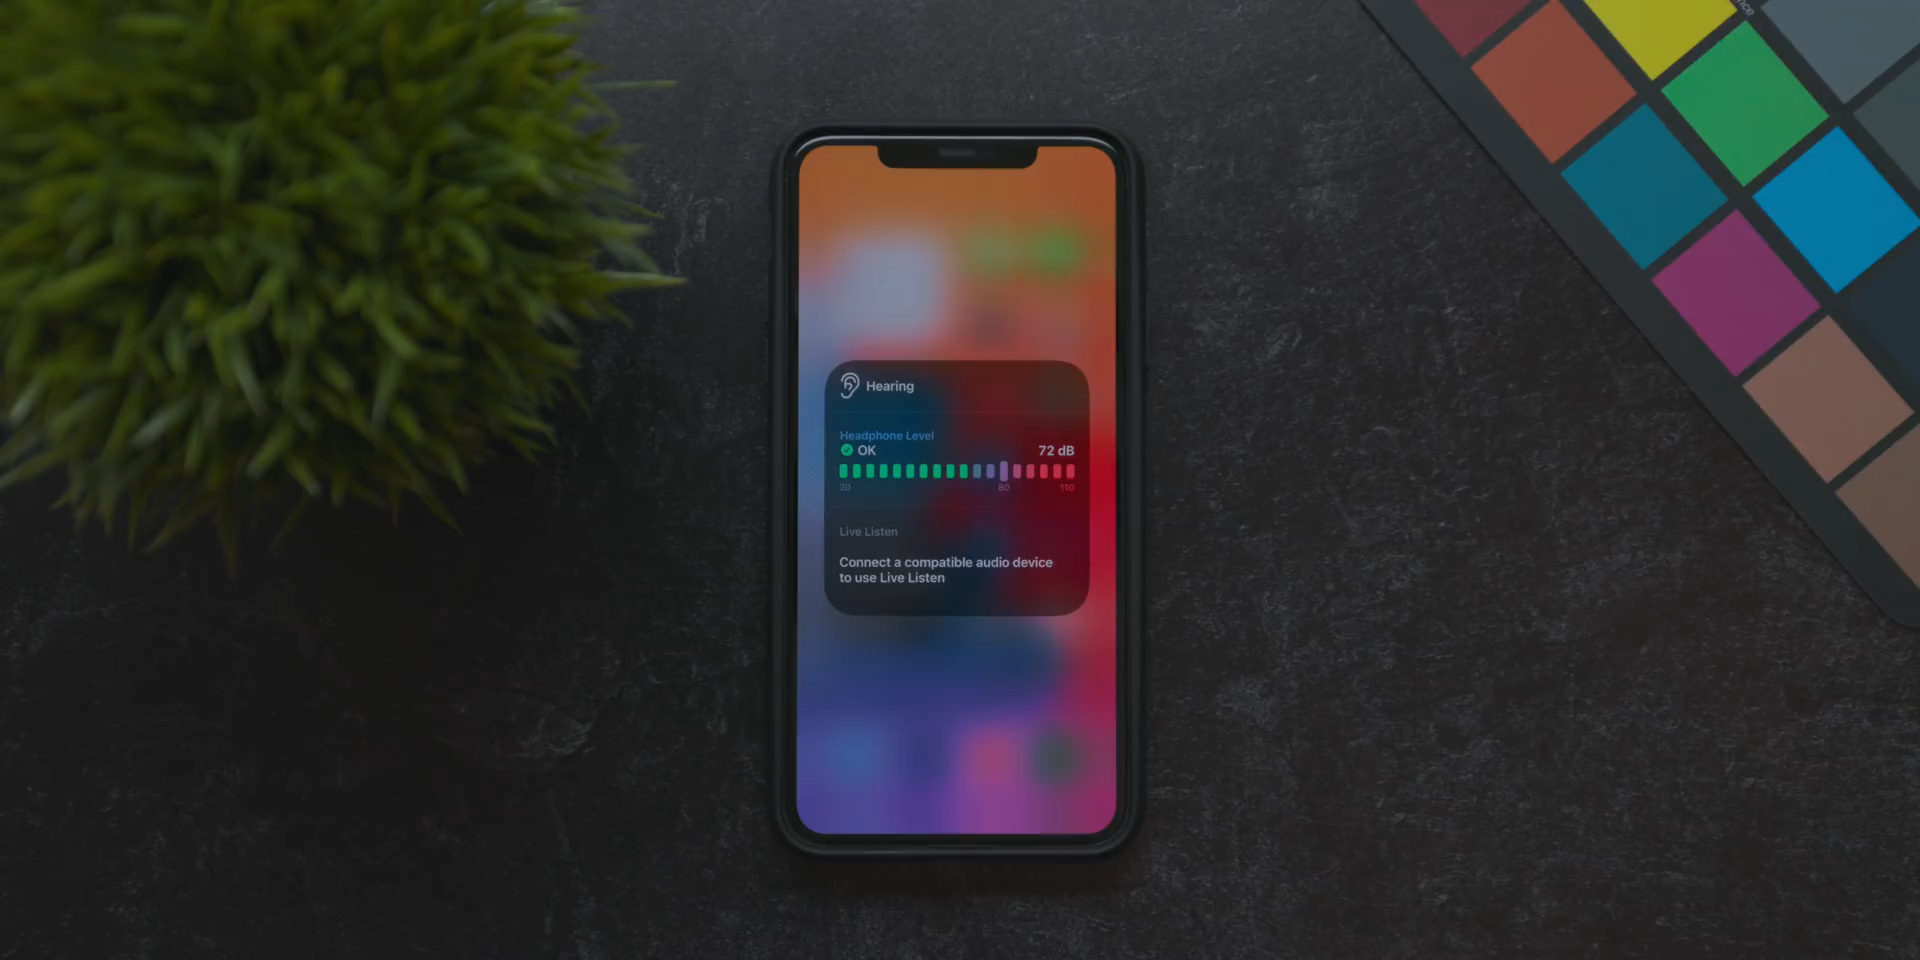 Hearing
Headphone Level
OK
72 dB
20
80
110
Live Listen
Connect a compatible audio device
to use Live Listen